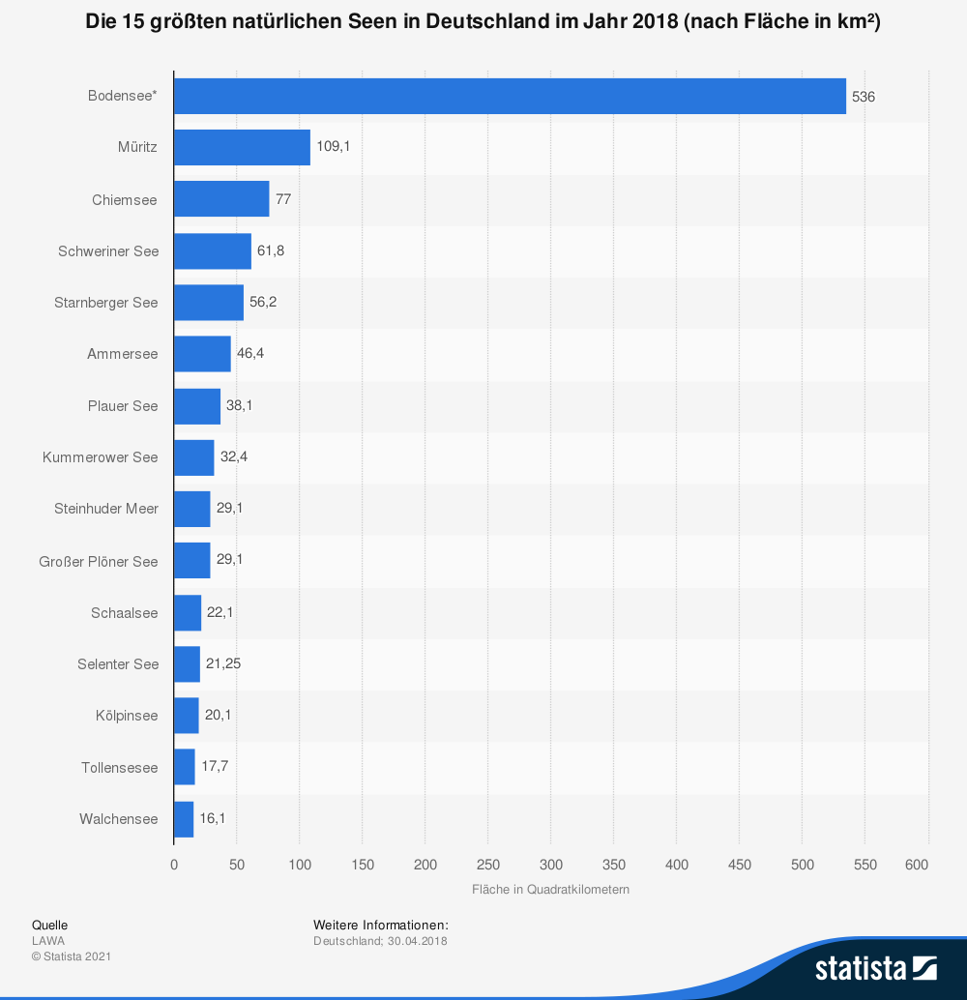 Die 15 größten natürlichen Seen in Deutschland im Jahr 2018 (nach Fläche in km²)
Bodensee* 536
Müritz 109,1
Chiemsee 77
Schweriner See 61,8
Starnberger See 56,2
Ammersee 46,4
Plauer See 38,1
Kummerower See 32,4
Steinhuder Meer 29,1
Großer Plöner See 29,1
Schaalsee 22,1
Selenter See 21,25
Kölpinsee 20,1
Tollensesee 17,7
Walchensee 16,1
0 50 100 150 200 250 300 350 400 450 500 550 600
Fläche in Quadratkilometern
Quelle
LAWA
© Statista 2021
Weitere Informationen:
Deutschland; 30.04.2018
statista